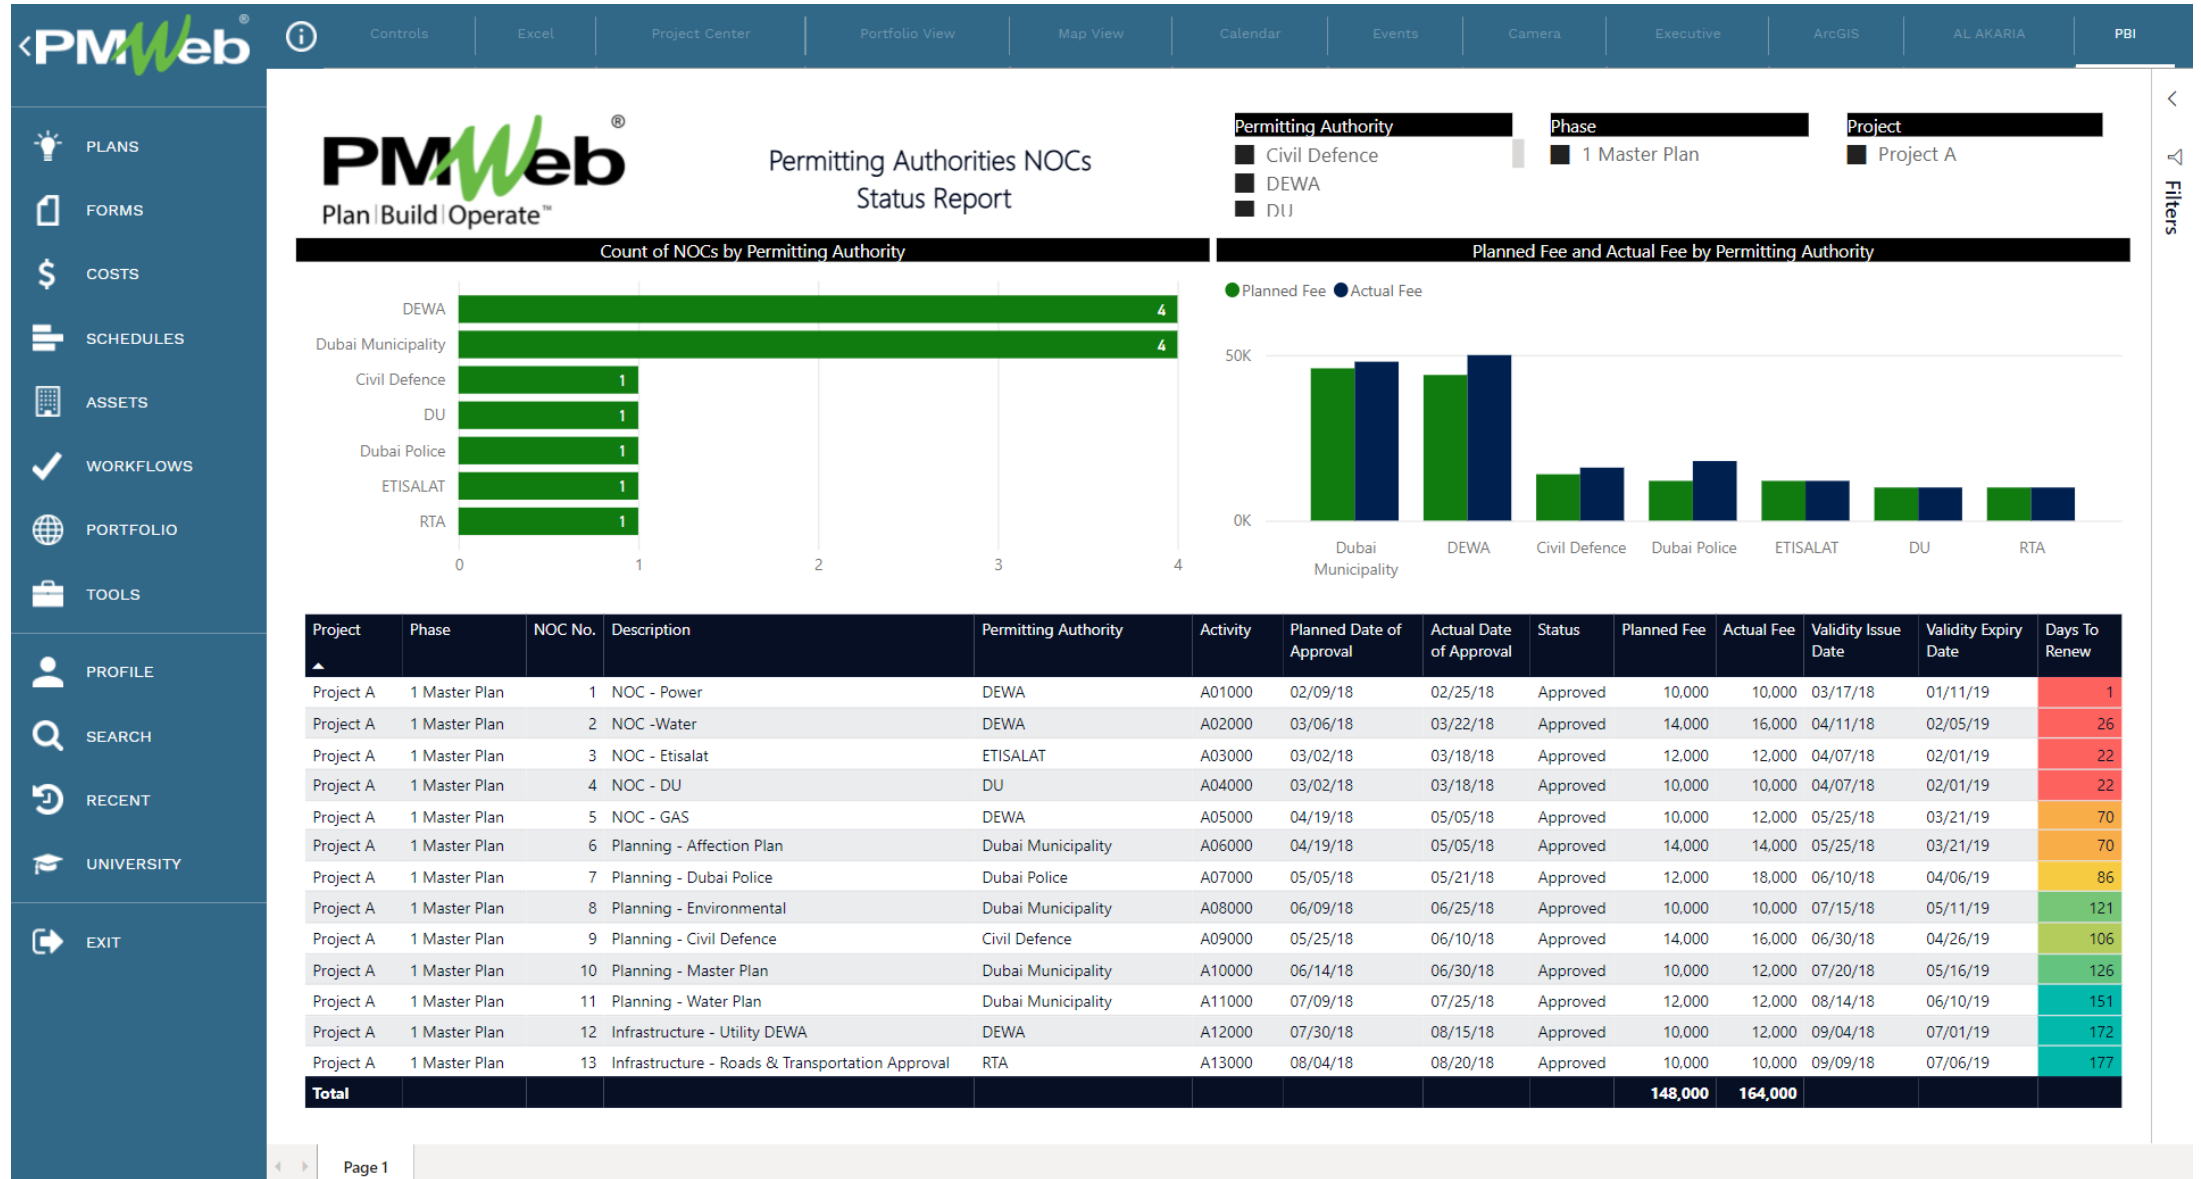 PMWeb®
Controls
Excel
Project Center
Portfolio View
Map View
Calendar
Events
Camera
Executive
ArcGIS
AL AKARIA
PBI
PLANS
FORMS
COSTS
SCHEDULES
ASSETS
WORKFLOWS
PORTFOLIO
TOOLS
PROFILE
SEARCH
RECENT
UNIVERSITY
EXIT
PMWeb®
Plan|Build|Operate™
Permitting Authorities NOCs
Status Report
Permitting Authority
Civil Defence
DEWA
DU
Phase
1 Master Plan
Project
Project A
Filters
Count of NOCs by Permitting Authority
DEWA 4
Dubai Municipality 4
Civil Defence 1
DU 1
Dubai Police 1
ETISALAT 1
RTA 1
0 1 2 3 4
Planned Fee and Actual Fee by Permitting Authority
Planned Fee Actual Fee
50K
0K
Dubai Municipality DEWA Civil Defence Dubai Police ETISALAT DU RTA
Project Phase NOC No. Description Permitting Authority Activity Planned Date of Approval Actual Date of Approval Status Planned Fee Actual Fee Validity Issue Date Validity Expiry Date Days To Renew
Project A 1 Master Plan 1 NOC - Power DEWA A01000 02/09/18 02/25/18 Approved 10,000 10,000 03/17/18 01/11/19 1
Project A 1 Master Plan 2 NOC -Water DEWA A02000 03/06/18 03/22/18 Approved 14,000 16,000 04/11/18 02/05/19 26
Project A 1 Master Plan 3 NOC - Etisalat ETISALAT A03000 03/02/18 03/18/18 Approved 12,000 12,000 04/07/18 02/01/19 22
Project A 1 Master Plan 4 NOC - DU DU A04000 03/02/18 03/18/18 Approved 10,000 10,000 04/07/18 02/01/19 22
Project A 1 Master Plan 5 NOC - GAS DEWA A05000 04/19/18 05/05/18 Approved 10,000 12,000 05/25/18 03/21/19 70
Project A 1 Master Plan 6 Planning - Affection Plan Dubai Municipality A06000 04/19/18 05/05/18 Approved 14,000 14,000 05/25/18 03/21/19 70
Project A 1 Master Plan 7 Planning - Dubai Police Dubai Police A07000 05/05/18 05/21/18 Approved 12,000 18,000 06/10/18 04/06/19 86
Project A 1 Master Plan 8 Planning - Environmental Dubai Municipality A08000 06/09/18 06/25/18 Approved 10,000 10,000 07/15/18 05/11/19 121
Project A 1 Master Plan 9 Planning - Civil Defence Civil Defence A09000 05/25/18 06/10/18 Approved 14,000 16,000 06/30/18 04/26/19 106
Project A 1 Master Plan 10 Planning - Master Plan Dubai Municipality A10000 06/14/18 06/30/18 Approved 10,000 12,000 07/20/18 05/16/19 126
Project A 1 Master Plan 11 Planning - Water Plan Dubai Municipality A11000 07/09/18 07/25/18 Approved 12,000 12,000 08/14/18 06/10/19 151
Project A 1 Master Plan 12 Infrastructure - Utility DEWA DEWA A12000 07/30/18 08/15/18 Approved 10,000 12,000 09/04/18 07/01/19 172
Project A 1 Master Plan 13 Infrastructure - Roads & Transportation Approval RTA A13000 08/04/18 08/20/18 Approved 10,000 10,000 09/09/18 07/06/19 177
Total 148,000 164,000
Page 1